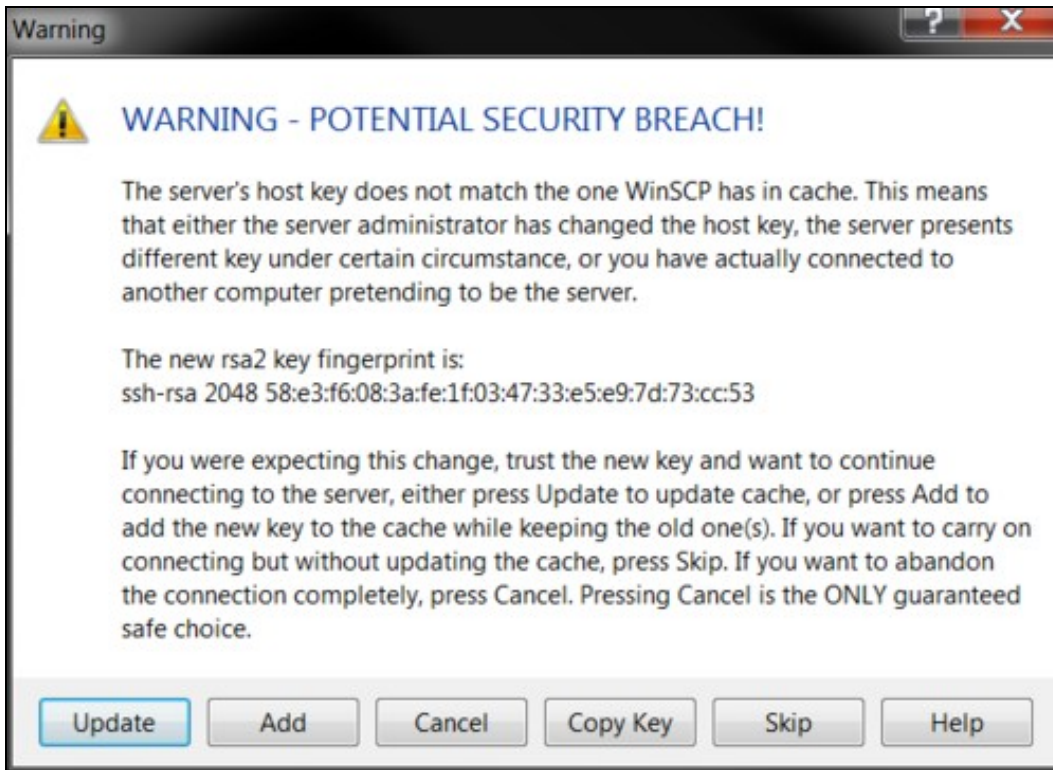 Warning
?
X
WARNING - POTENTIAL SECURITY BREACH!
The server's host key does not match the one WinSCP has in cache. This means
that either the server administrator has changed the host key, the server presents
different key under certain circumstance, or you have actually connected to
another computer pretending to be the server.
The new rsa2 key fingerprint is:
ssh-rsa 2048 58:e3:f6:08:3a:fe:1f:03:47:33:e5:e9:7d:73:cc:53
If you were expecting this change, trust the new key and want to continue
connecting to the server, either press Update to update cache, or press Add to
add the new key to the cache while keeping the old one(s). If you want to carry on
connecting but without updating the cache, press Skip. If you want to abandon
the connection completely, press Cancel. Pressing Cancel is the ONLY guaranteed
safe choice.
Update Add Cancel Copy Key Skip Help